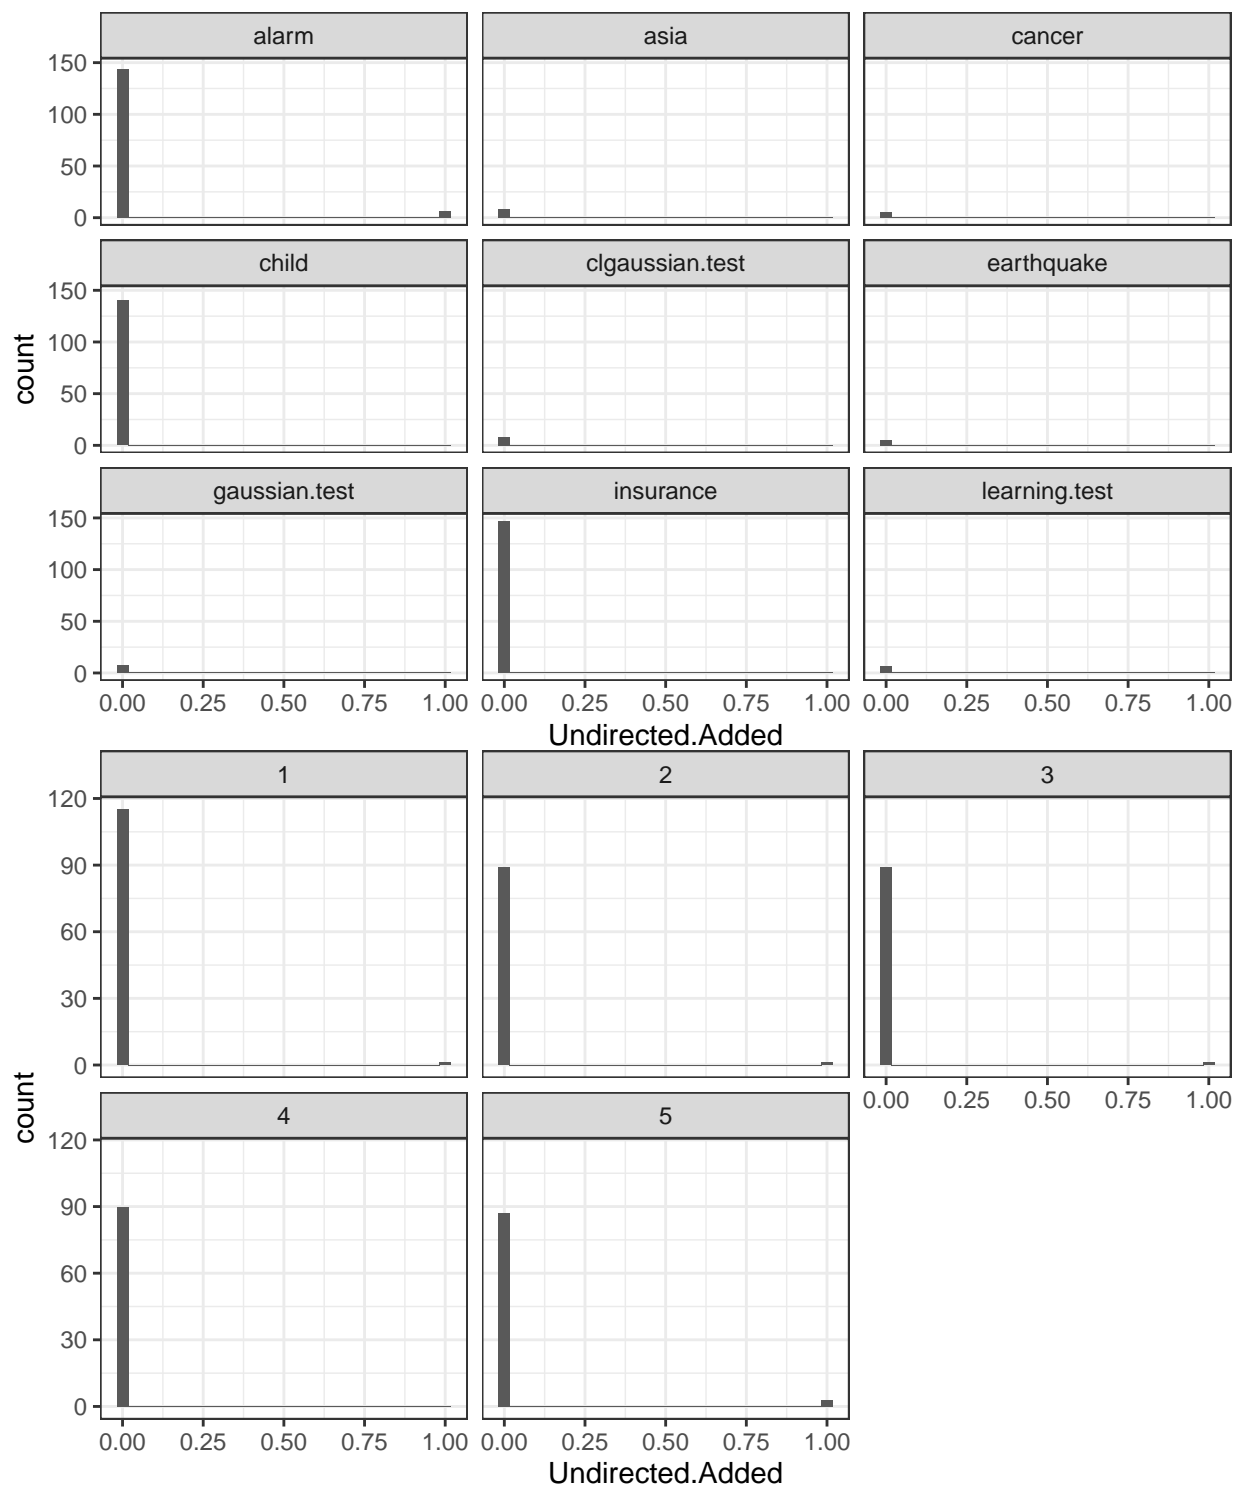 alarm asia cancer
150
100
50
0
child clgaussian.test earthquake
150
100
50
0
count
gaussian.test insurance learning.test
150
100
50
0
0.00 0.25 0.50 0.75 1.00 0.00 0.25 0.50 0.75 1.00 0.00 0.25 0.50 0.75 1.00
Undirected.Added
1 2 3
120
90
60
30
0
0.00 0.25 0.50 0.75 1.00
count
4 5
120
90
60
30
0
0.00 0.25 0.50 0.75 1.00 0.00 0.25 0.50 0.75 1.00
Undirected.Added